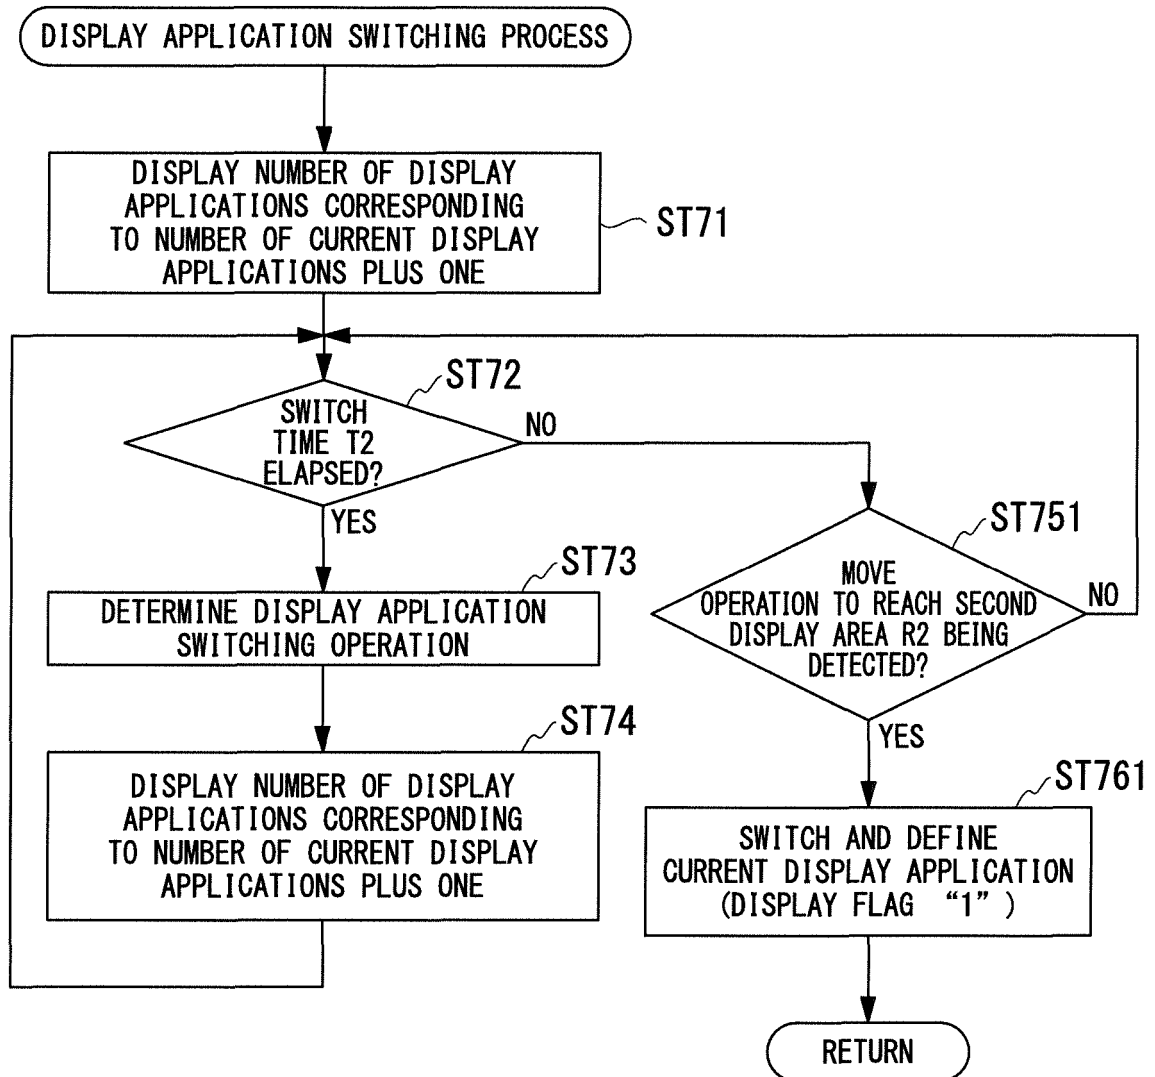 DISPLAY APPLICATION SWITCHING PROCESS
DISPLAY NUMBER OF DISPLAY
APPLICATIONS CORRESPONDING
TO NUMBER OF CURRENT DISPLAY
APPLICATIONS PLUS ONE
ST71
ST72
SWITCH
TIME T2
ELAPSED?
NO
YES
ST73
DETERMINE DISPLAY APPLICATION
SWITCHING OPERATION
ST74
DISPLAY NUMBER OF DISPLAY
APPLICATIONS CORRESPONDING
TO NUMBER OF CURRENT DISPLAY
APPLICATIONS PLUS ONE
ST751
MOVE
OPERATION TO REACH SECOND
DISPLAY AREA R2 BEING
DETECTED?
NO
YES
ST761
SWITCH AND DEFINE
CURRENT DISPLAY APPLICATION
(DISPLAY FLAG “1” )
RETURN